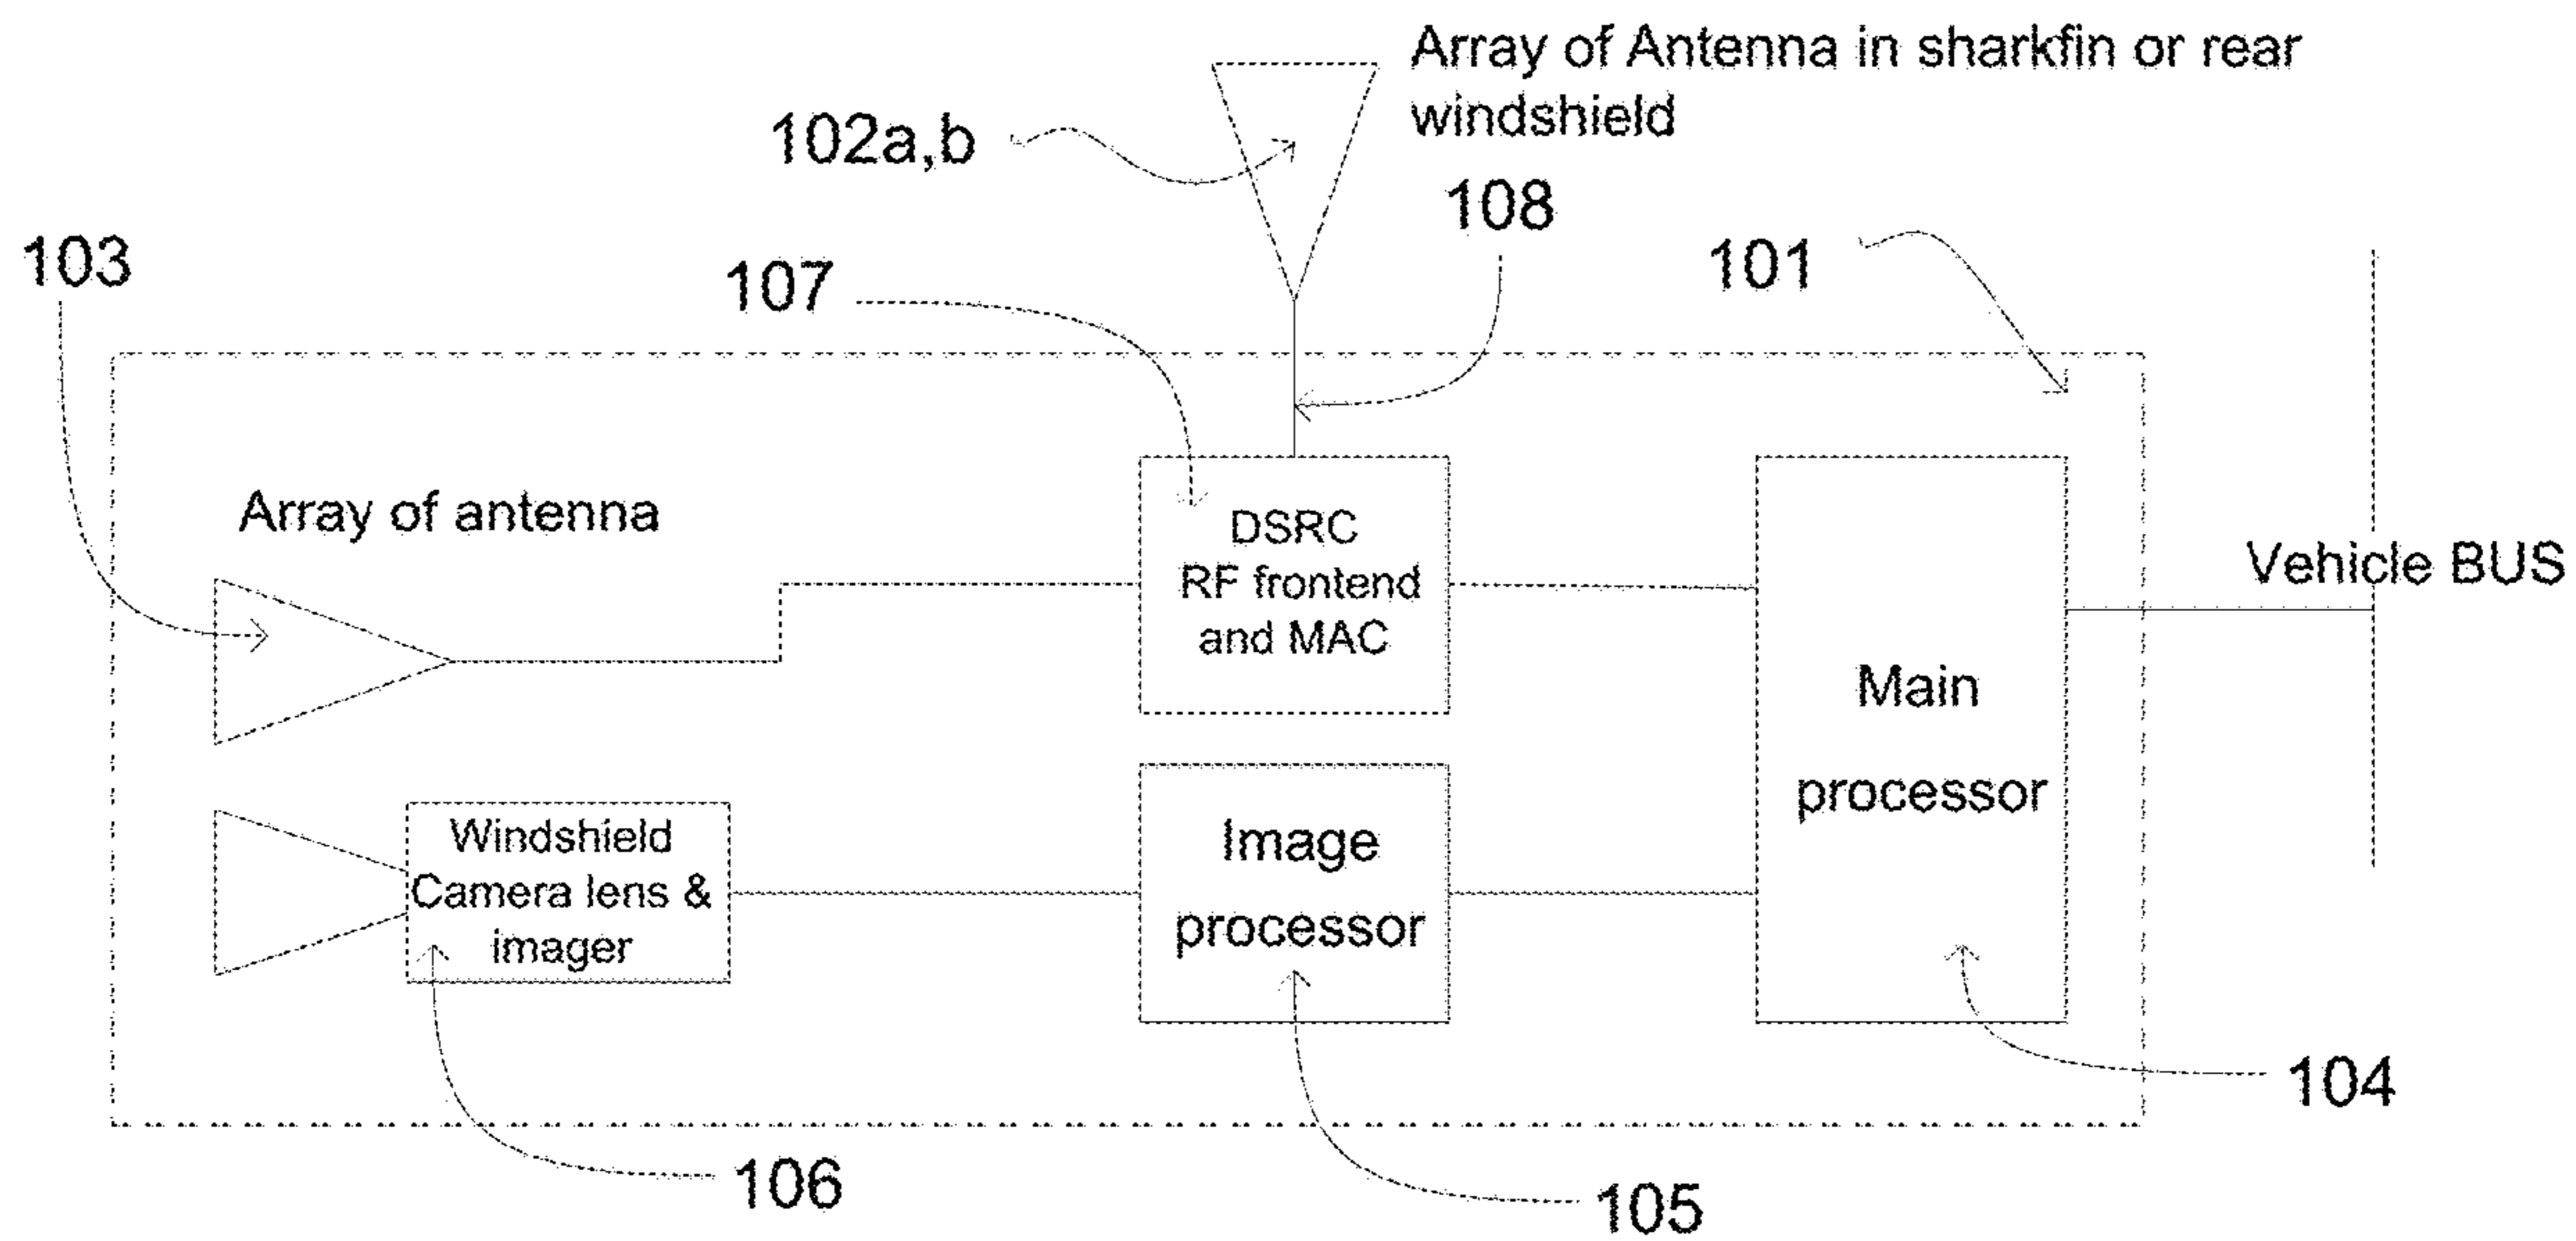 Array of Antenna in sharkfin or rear
windshield
102a,b
108
103
107
101
Array of antenna
DSRC
RF frontend
and MAC
Vehicle BUS
Main
processor
Windshield
Camera lens &
imager
Image
processor
104
106
105